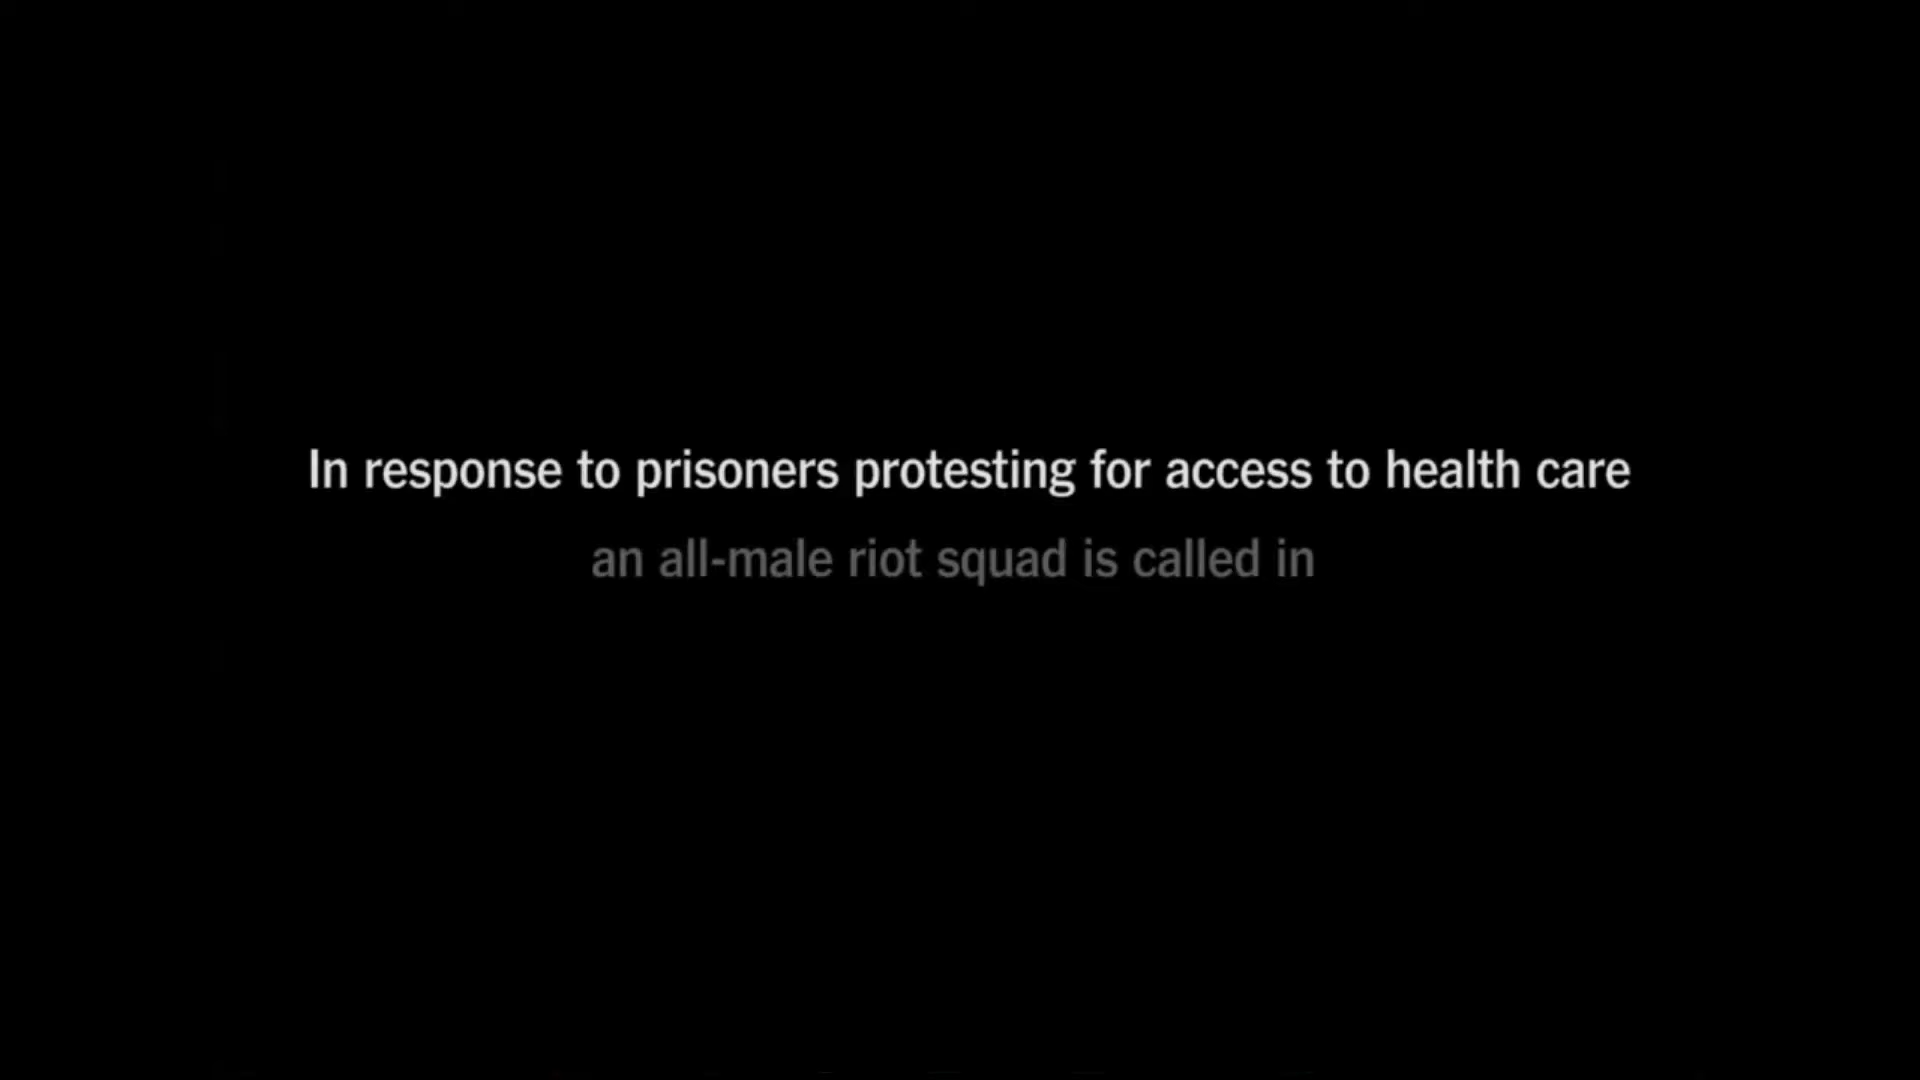 In response to prisoners protesting for access to health care
an all-male riot squad is called in